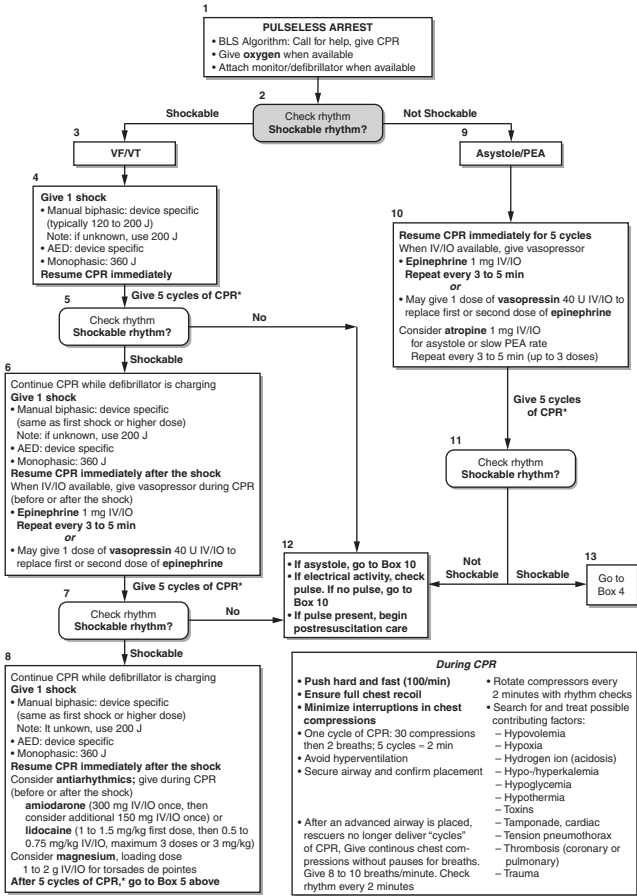 1
PULSELESS ARREST
• BLS Algorithm: Call for help, give CPR
• Give oxygen when available
• Attach monitor/defibrillator when available
2
Shockable
Check rhythm
Shockable rhythm?
Not Shockable
3
VF/VT
9
Asystole/PEA
4
Give 1 shock
• Manual biphasic: device specific
(typically 120 to 200 J)
Note: if unknown, use 200 J
• AED: device specific
• Monophasic: 360 J
Resume CPR immediately
Give 5 cycles of CPR*
5
Check rhythm
Shockable rhythm?
No
Shockable
6
Continue CPR while defibrillator is charging
Give 1 shock
• Manual biphasic: device specific
(same as first shock or higher dose)
Note: if unknown, use 200 J
• AED: device specific
• Monophasic: 360 J
Resume CPR immediately after the shock
When IV/IO available, give vasopressor during CPR
(before or after the shock)
• Epinephrine 1 mg IV/IO
Repeat every 3 to 5 min
or
• May give 1 dose of vasopressin 40 U IV/IO to
replace first or second dose of epinephrine
Give 5 cycles of CPR*
7
Check rhythm
Shockable rhythm?
No
Shockable
8
Continue CPR while defibrillator is charging
Give 1 shock
• Manual biphasic: device specific
(same as first shock or higher dose)
Note: It unkown, use 200 J
• AED: device specific
• Monophasic: 360 J
Resume CPR immediately after the shock
Consider antiarhythmics; give during CPR
(before or after the shock)
amiodarone (300 mg IV/IO once, then
consider additional 150 mg IV/IO once) or
lidocaine (1 to 1.5 mg/kg first dose, then 0.5 to
0.75 mg/kg IV/IO, maximum 3 doses or 3 mg/kg)
Consider magnesium, loading dose
1 to 2 g IV/IO for torsades de pointes
After 5 cycles of CPR,* go to Box 5 above
10
Resume CPR immediately for 5 cycles
When IV/IO available, give vasopressor
• Epinephrine 1 mg IV/IO
Repeat every 3 to 5 min
or
• May give 1 dose of vasopressin 40 U IV/IO to
replace first or second dose of epinephrine
Consider atropine 1 mg IV/IO
for asystole or slow PEA rate
Repeat every 3 to 5 min (up to 3 doses)
Give 5 cycles
of CPR*
11
Check rhythm
Shockable rhythm?
12
• If asystole, go to Box 10
• If electrical activity, check
pulse. If no pulse, go to
Box 10
• If pulse present, begin
postresuscitation care
Not
Shockable
Shockable
13
Go to
Box 4
During CPR
• Push hard and fast (100/min)
• Ensure full chest recoil
• Minimize interruptions in chest
compressions
• One cycle of CPR: 30 compressions
then 2 breaths; 5 cycles ≈ 2 min
• Avoid hyperventilation
• Secure airway and confirm placement
• After an advanced airway is placed,
rescuers no longer deliver “cycles”
of CPR, Give continous chest com-
pressions without pauses for breaths.
Give 8 to 10 breaths/minute. Check
rhythm every 2 minutes
• Rotate compressors every
2 minutes with rhythm checks
• Search for and treat possible
contributing factors:
– Hypovolemia
– Hypoxia
– Hydrogen ion (acidosis)
– Hypo-/hyperkalemia
– Hypoglycemia
– Hypothermia
– Toxins
– Tamponade, cardiac
– Tension pneumothorax
– Thrombosis (coronary or
pulmonary)
– Trauma